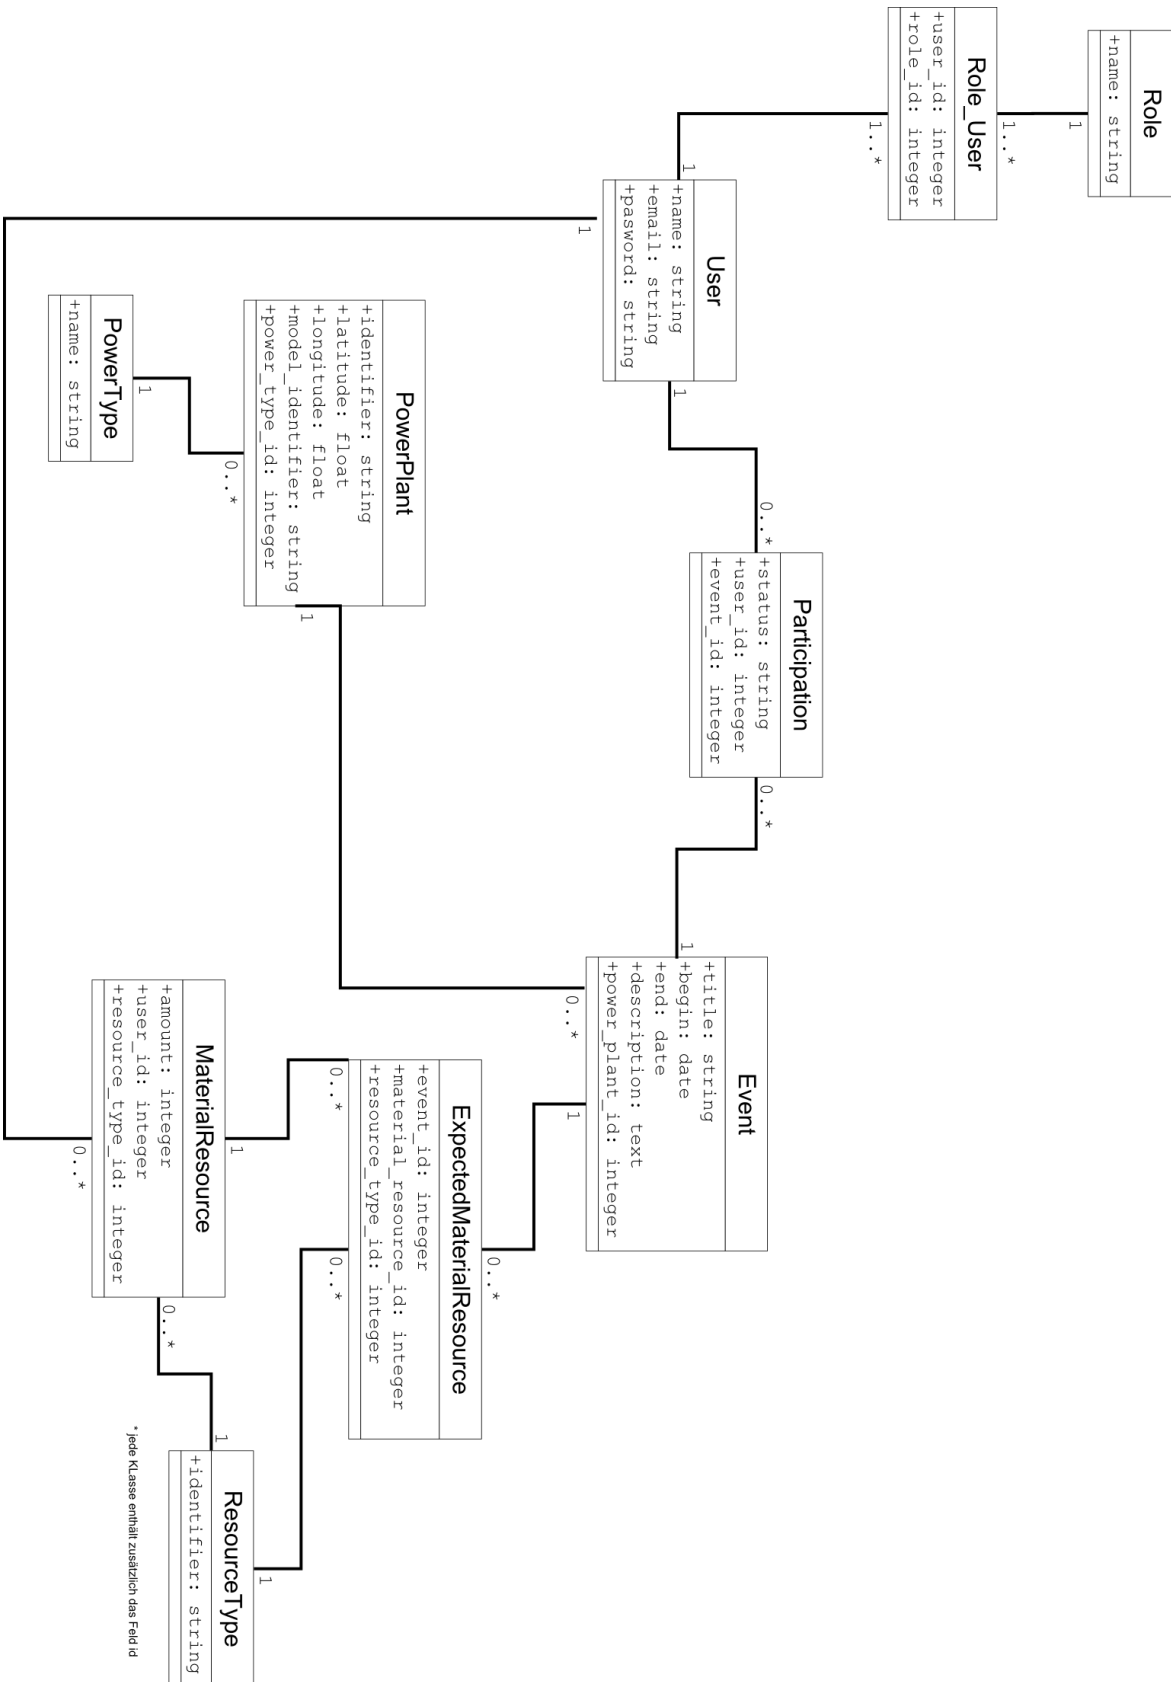 Role
+name: string
1
1..*
Role_User
+user_id: integer
+role_id: integer
1..*
1
User
+name: string
+email: string
+pasword: string
1
1
0..*
Participation
+status: string
+user_id: integer
+event_id: integer
0..*
1
Event
+title: string
+begin: date
+end: date
+description: text
+power_plant_id: integer
0..*
1
PowerPlant
+identifier: string
+latitude: float
+longitude: float
+model_identifier: string
+power_type_id: integer
1
0..*
PowerType
+name: string
1
0..*
ExpectedMaterialResource
+event_id: integer
+material_resource_id: integer
+resource_type_id: integer
0..*
0..*
MaterialResource
+amount: integer
+user_id: integer
+resource_type_id: integer
1
0..*
0..*
ResourceType
+identifier: string
1
1
* jede KLasse enthält zusätzlich das Feld id